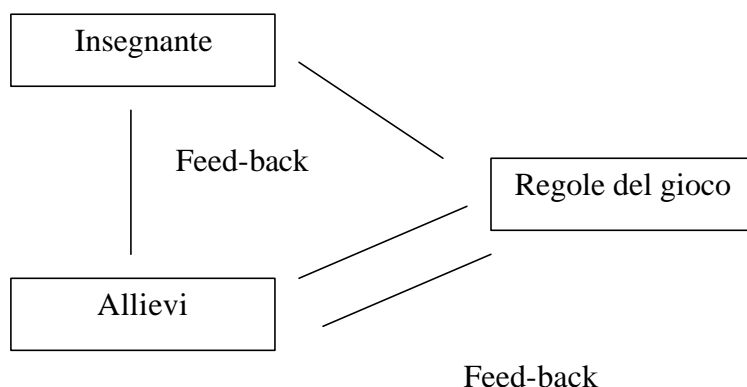 Insegnante
Feed-back
Regole del gioco
Allievi
Feed-back